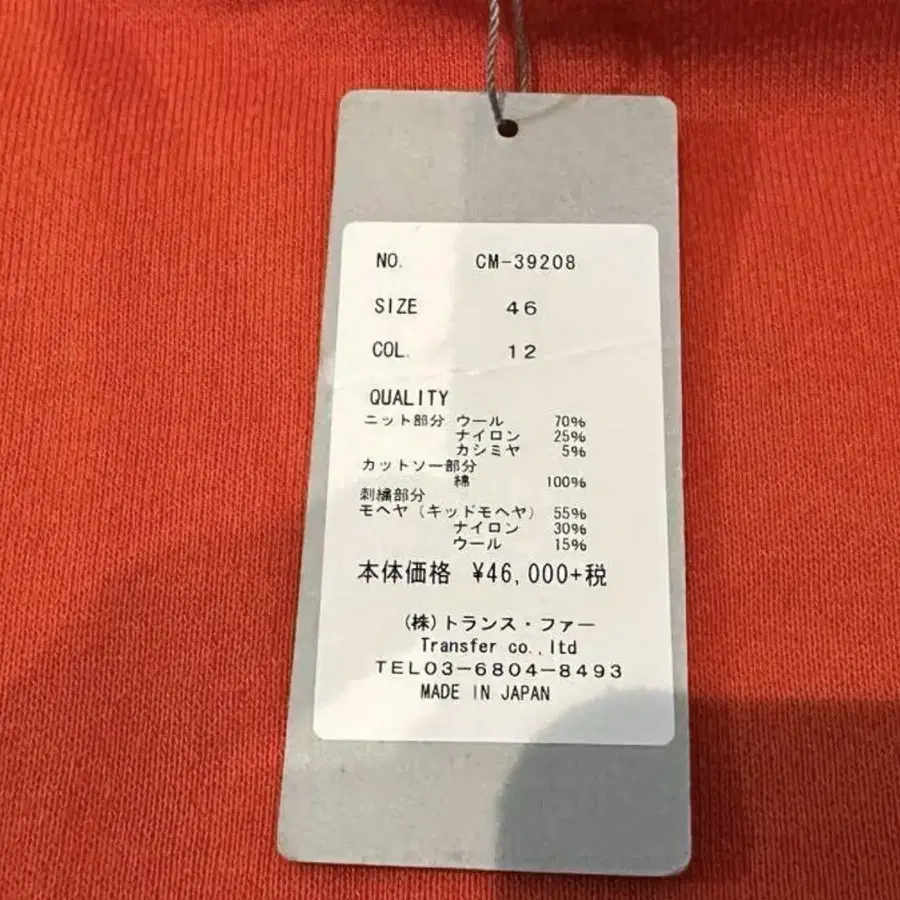 NO. CM-39208
SIZE 46
COL. 12
QUALITY
ニット部分 ウール 70%
ナイロン 25%
カシミヤ 5%
カットソー部分
綿 100%
刺繍部分
モヘヤ(キッドモヘヤ) 55%
ナイロン 30%
ウール 15%
本体価格 ¥46,000+税
(株)トランス・ファー
Transfer co.,ltd
TEL03-6804-8493
MADE IN JAPAN